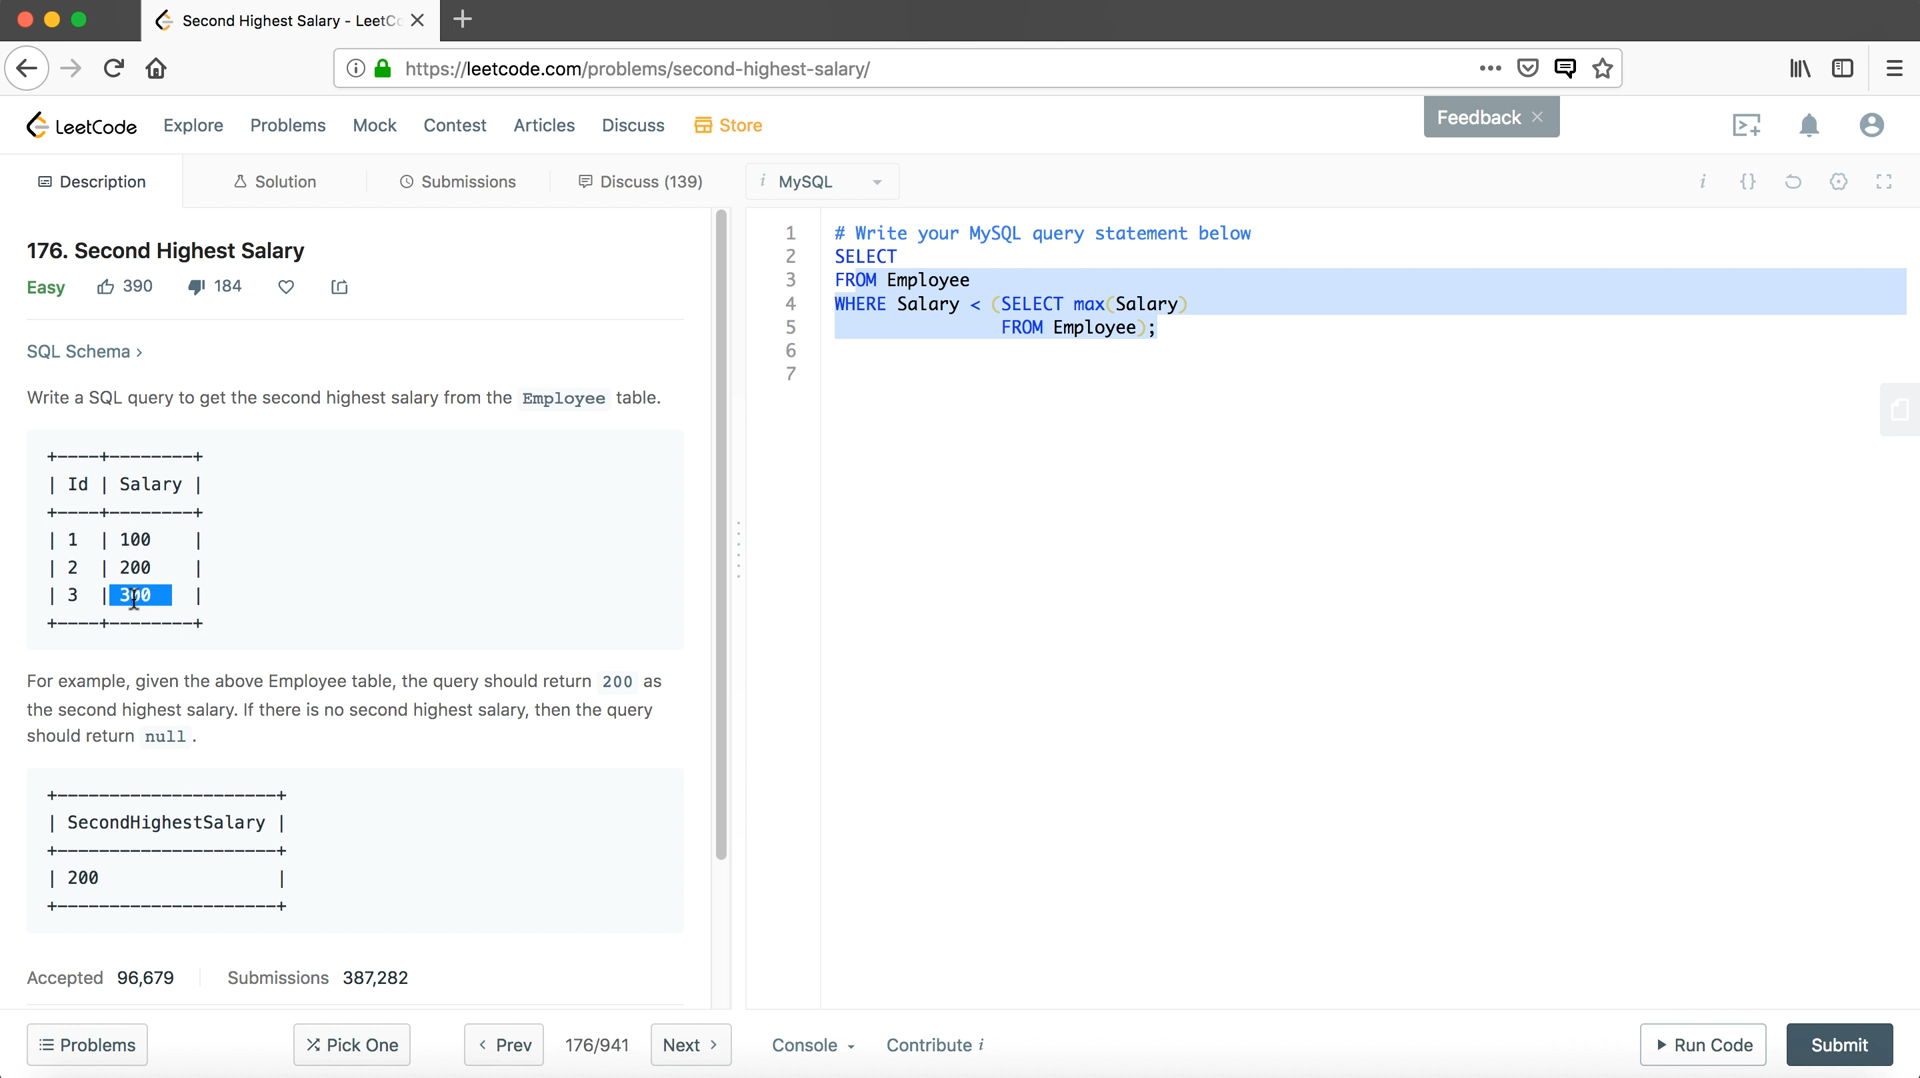 Second Highest Salary - LeetCo
https://leetcode.com/problems/second-highest-salary/
LeetCode Explore Problems Mock Contest Articles Discuss Store
Feedback ×
Description Solution Submissions Discuss (139)
i MySQL
i {}
176. Second Highest Salary
Easy 390 184
SQL Schema >
Write a SQL query to get the second highest salary from the Employee table.
+----+--------+
| Id | Salary |
+----+--------+
| 1 | 100 |
| 2 | 200 |
| 3 | 300 |
+----+--------+
For example, given the above Employee table, the query should return 200 as
the second highest salary. If there is no second highest salary, then the query
should return null.
+---------------------+
| SecondHighestSalary |
+---------------------+
| 200 |
+---------------------+
Accepted 96,679 Submissions 387,282
1 # Write your MySQL query statement below
2 SELECT
3 FROM Employee
4 WHERE Salary < (SELECT max(Salary)
5 FROM Employee);
6
7
Problems Pick One < Prev 176/941 Next >
Console Contribute i
Run Code Submit